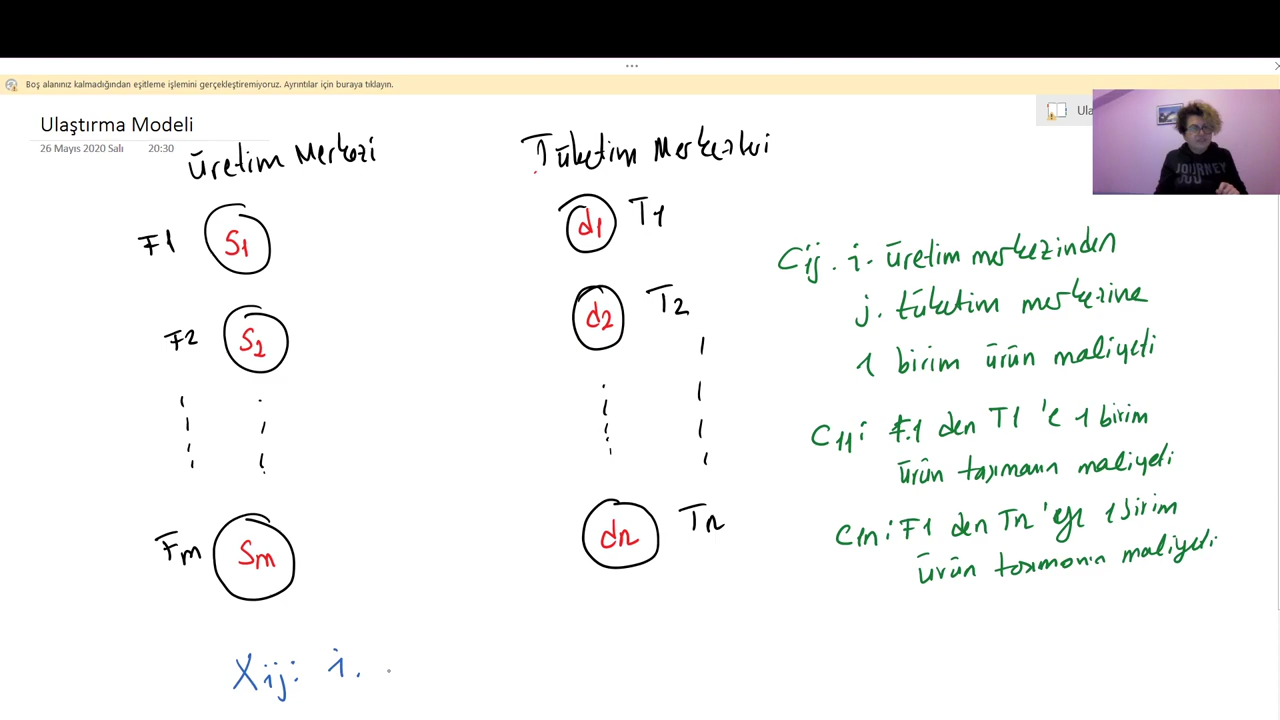 Boş alanınız kalmadığından eşitleme işlemini gerçekleştiremiyoruz. Ayrıntılar için buraya tıklayın.
Ula
Ulaştırma Modeli
26 Mayıs 2020 Salı 20:30
Üretim Merkezi
Tüketim Merkezleri
F1 S1
d1 T1
F2 S2
d2 T2
Fm Sm
dn Tn
Cij. i. üretim merkezinden
j. tüketim merkezine
1 birim ürün maliyeti
C11: F1 den T1 'e 1 birim
ürün taşımanın maliyeti
C1n: F1 den Tn 'ye 1 birim
ürün taşımanın maliyeti
Xij: i.
JOURNEY